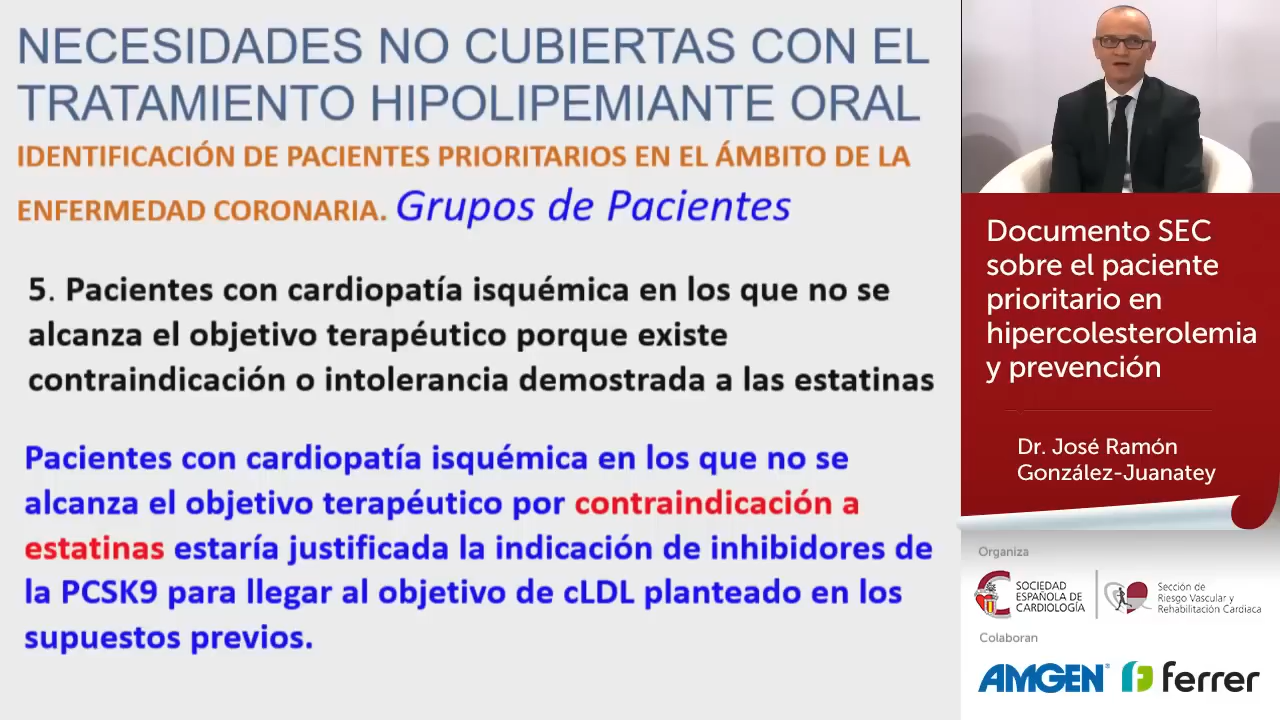 NECESIDADES NO CUBIERTAS CON EL
TRATAMIENTO HIPOLIPEMIANTE ORAL
IDENTIFICACIÓN DE PACIENTES PRIORITARIOS EN EL ÁMBITO DE LA
ENFERMEDAD CORONARIA. Grupos de Pacientes
5. Pacientes con cardiopatía isquémica en los que no se
alcanza el objetivo terapéutico porque existe
contraindicación o intolerancia demostrada a las estatinas
Pacientes con cardiopatía isquémica en los que no se
alcanza el objetivo terapéutico por contraindicación a
estatinas estaría justificada la indicación de inhibidores de
la PCSK9 para llegar al objetivo de cLDL planteado en los
supuestos previos.
Documento SEC
sobre el paciente
prioritario en
hipercolesterolemia
y prevención
Dr. José Ramón
González-Juanatey
Organiza
SOCIEDAD
ESPAÑOLA DE
CARDIOLOGÍA
Sección de
Riesgo Vascular y
Rehabilitación Cardiaca
Colaboran
AMGEN®
ferrer